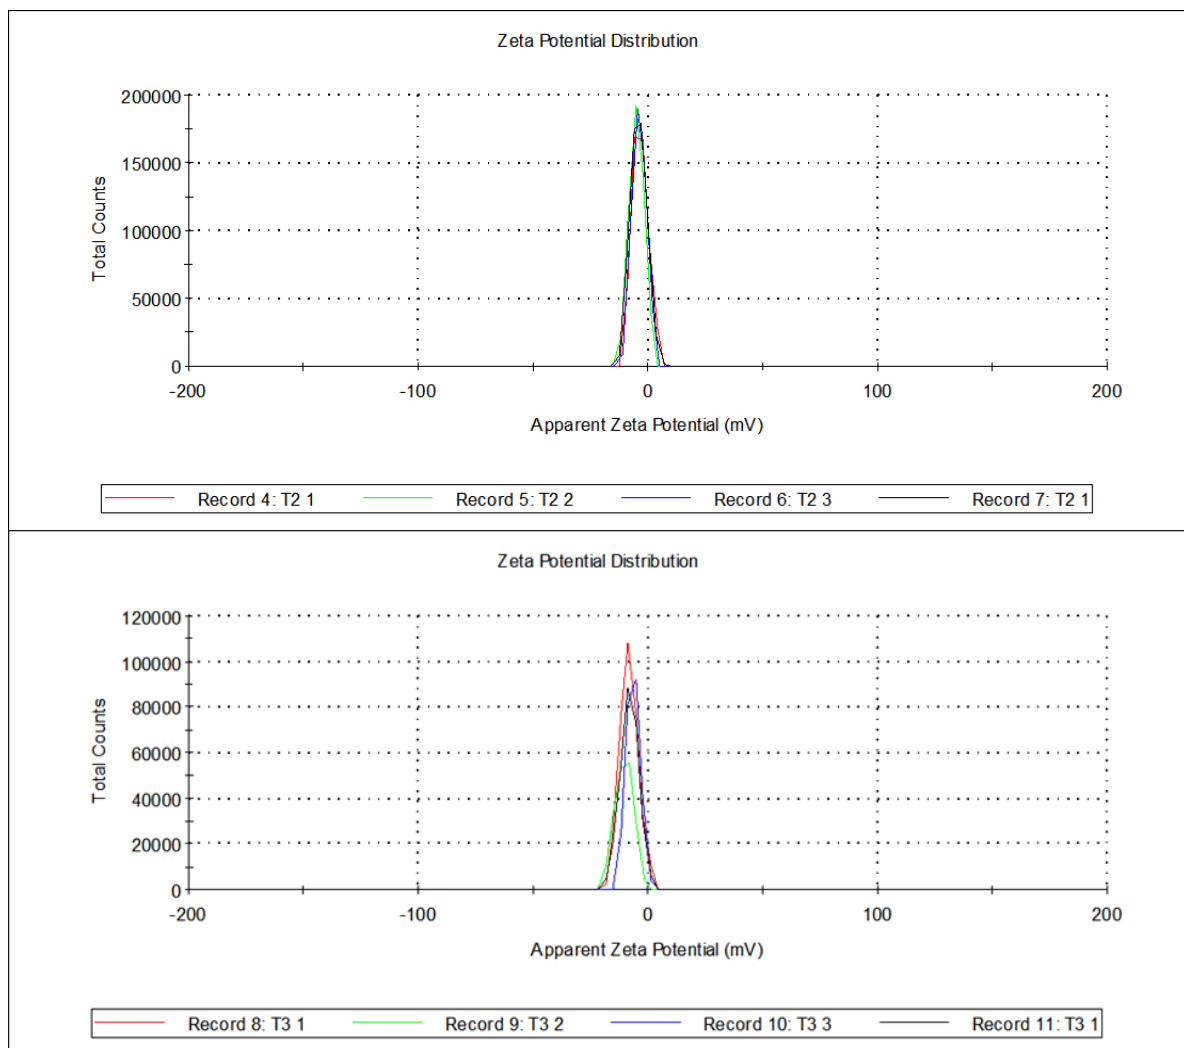 Zeta Potential Distribution
200000
150000
100000
50000
0
-200 -100 0 100 200
Total Counts
Apparent Zeta Potential (mV)
Record 4: T2 1 Record 5: T2 2 Record 6: T2 3 Record 7: T2 1
Zeta Potential Distribution
120000
100000
80000
60000
40000
20000
0
-200 -100 0 100 200
Total Counts
Apparent Zeta Potential (mV)
Record 8: T3 1 Record 9: T3 2 Record 10: T3 3 Record 11: T3 1